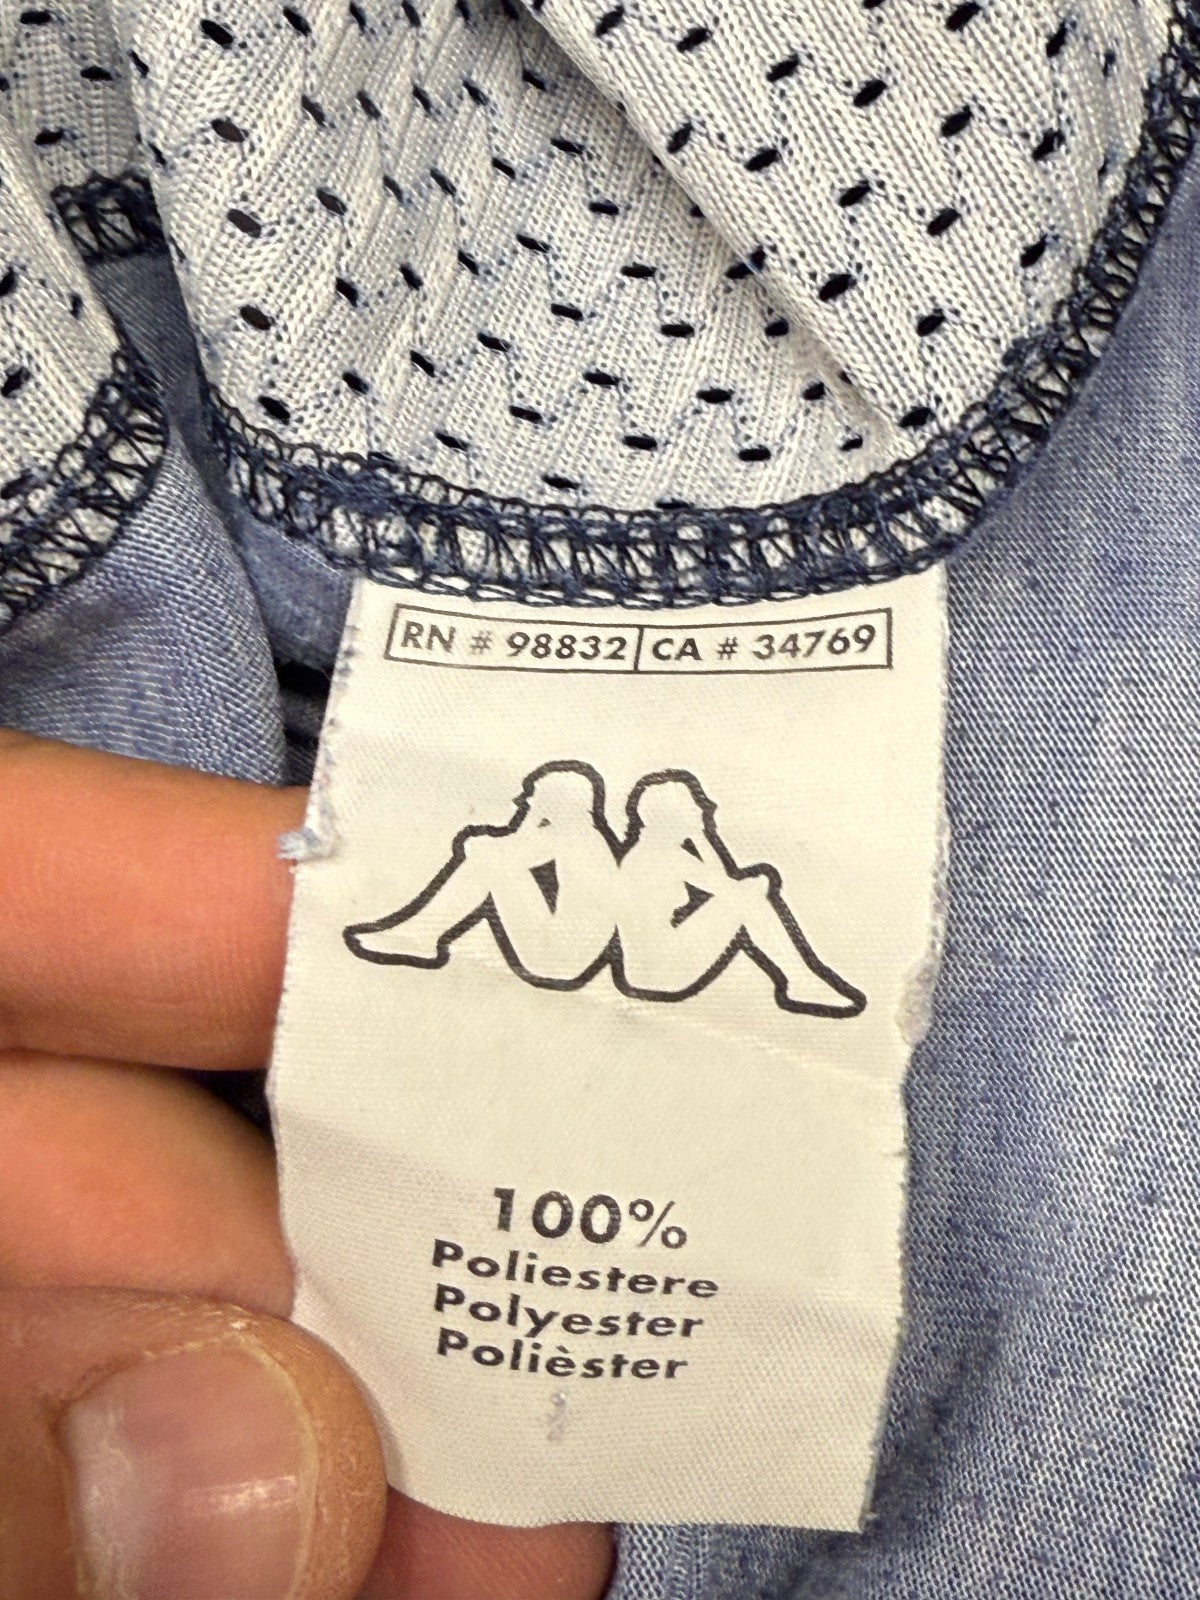 RN # 98832 CA # 34769
100%
Poliestere
Polyester
Polièster